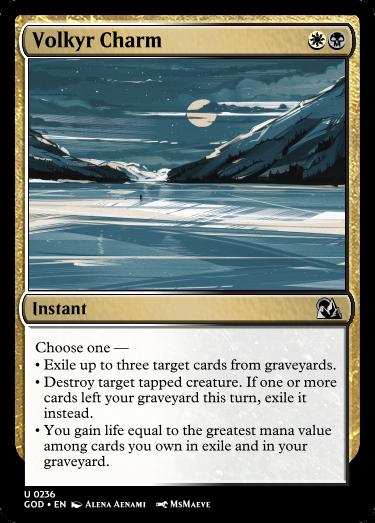 Volkyr Charm
Instant
Choose one —
• Exile up to three target cards from graveyards.
• Destroy target tapped creature. If one or more
cards left your graveyard this turn, exile it
instead.
• You gain life equal to the greatest mana value
among cards you own in exile and in your
graveyard.
U 0236
GOD • EN Alena Aenami MsMaeve